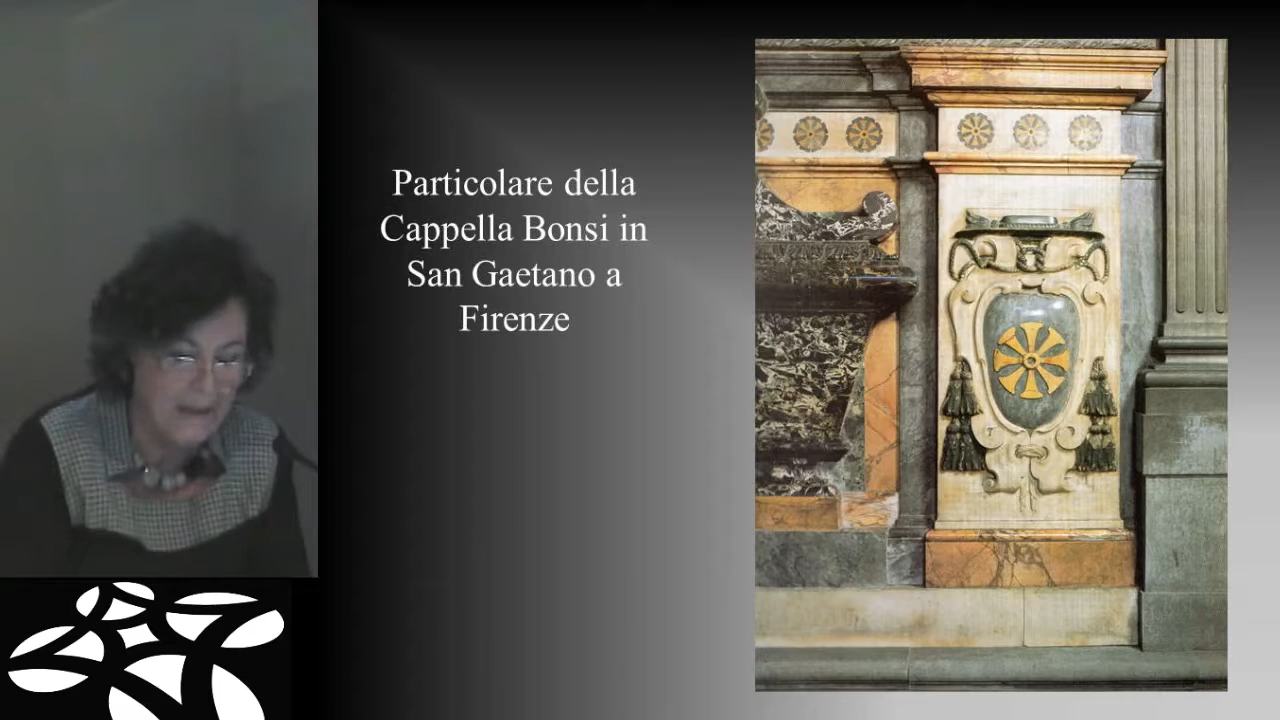 Particolare della
Cappella Bonsi in
San Gaetano a
Firenze